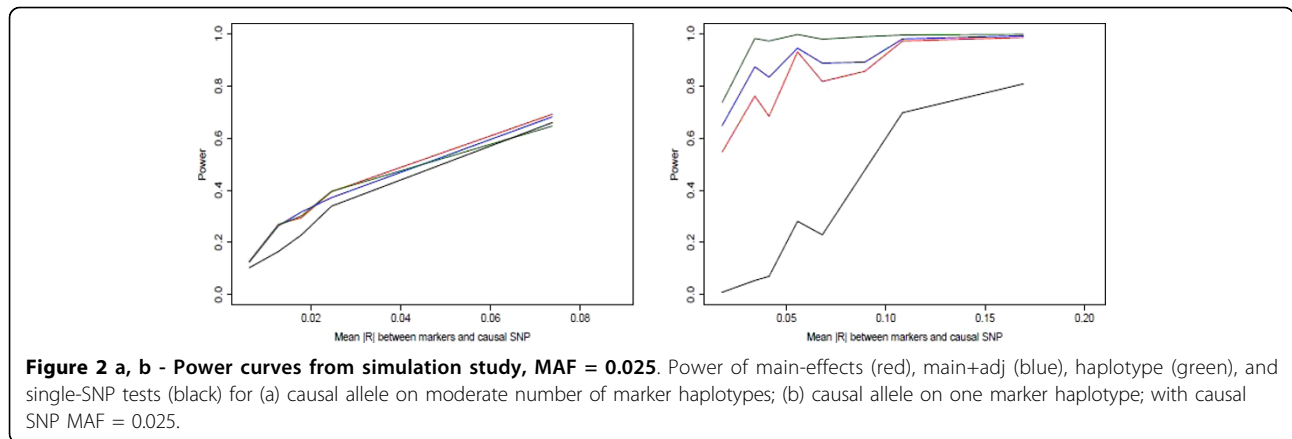 1.0
0.8
0.6
0.4
0.2
0.0
Power
0.02
0.04
0.06
0.08
Mean |R| between markers and causal SNP
1.0
0.8
0.6
0.4
0.2
0.0
Power
0.05
0.10
0.15
0.20
Mean |R| between markers and causal SNP
Figure 2 a, b - Power curves from simulation study, MAF = 0.025. Power of main-effects (red), main+adj (blue), haplotype (green), and
single-SNP tests (black) for (a) causal allele on moderate number of marker haplotypes; (b) causal allele on one marker haplotype; with causal
SNP MAF = 0.025.